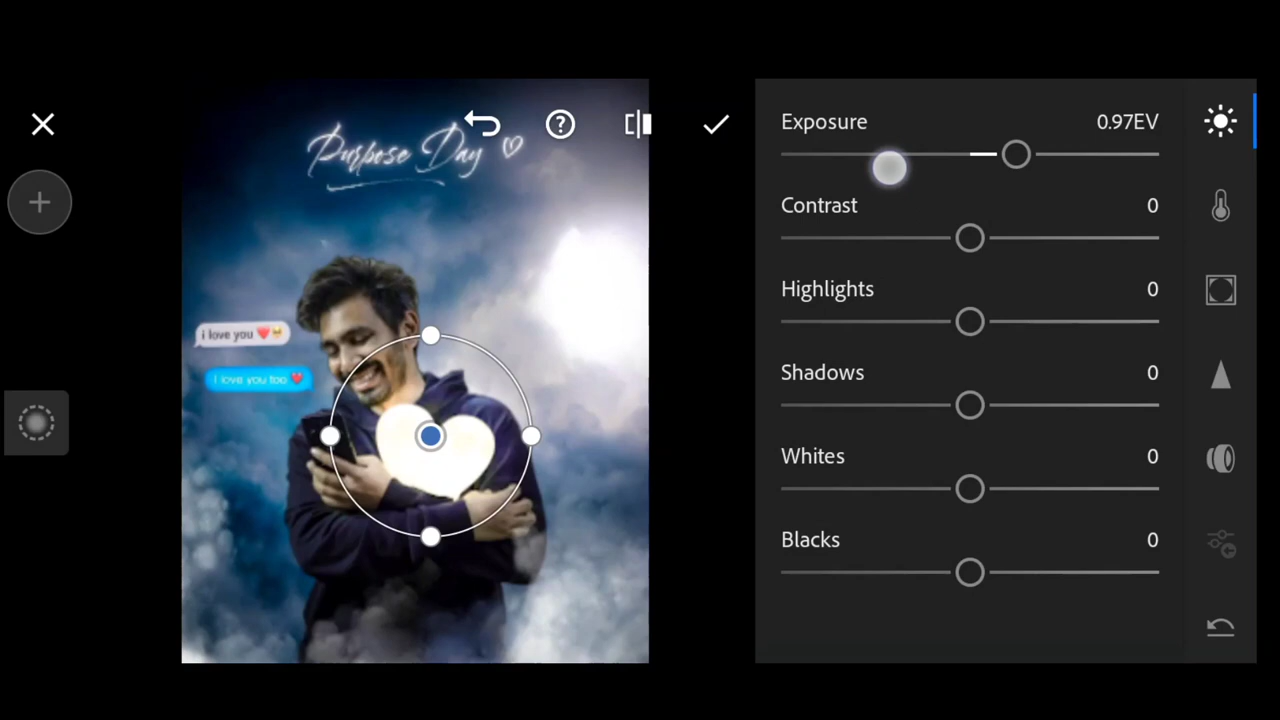 Purpose Day
i love you ❤️🥹
I love you too ❤️
Exposure 0.97EV
Contrast 0
Highlights 0
Shadows 0
Whites 0
Blacks 0